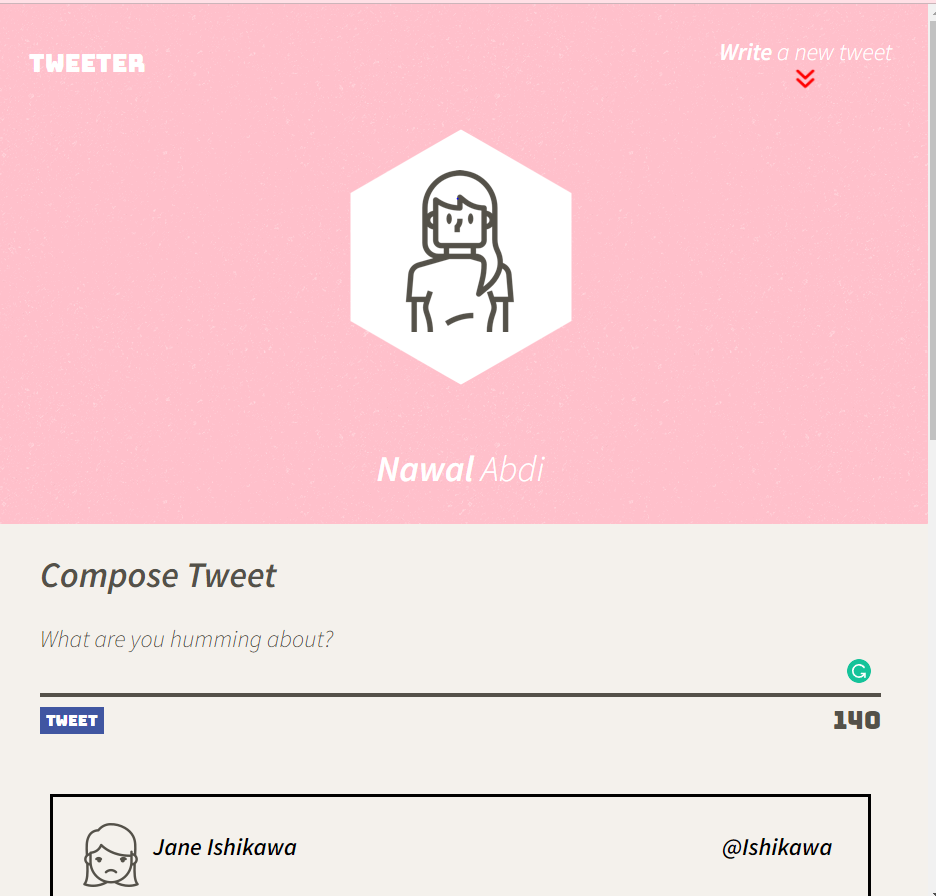 TWEETER
Write a new tweet
Nawal Abdi
Compose Tweet
What are you humming about?
TWEET
140
Jane Ishikawa
@Ishikawa